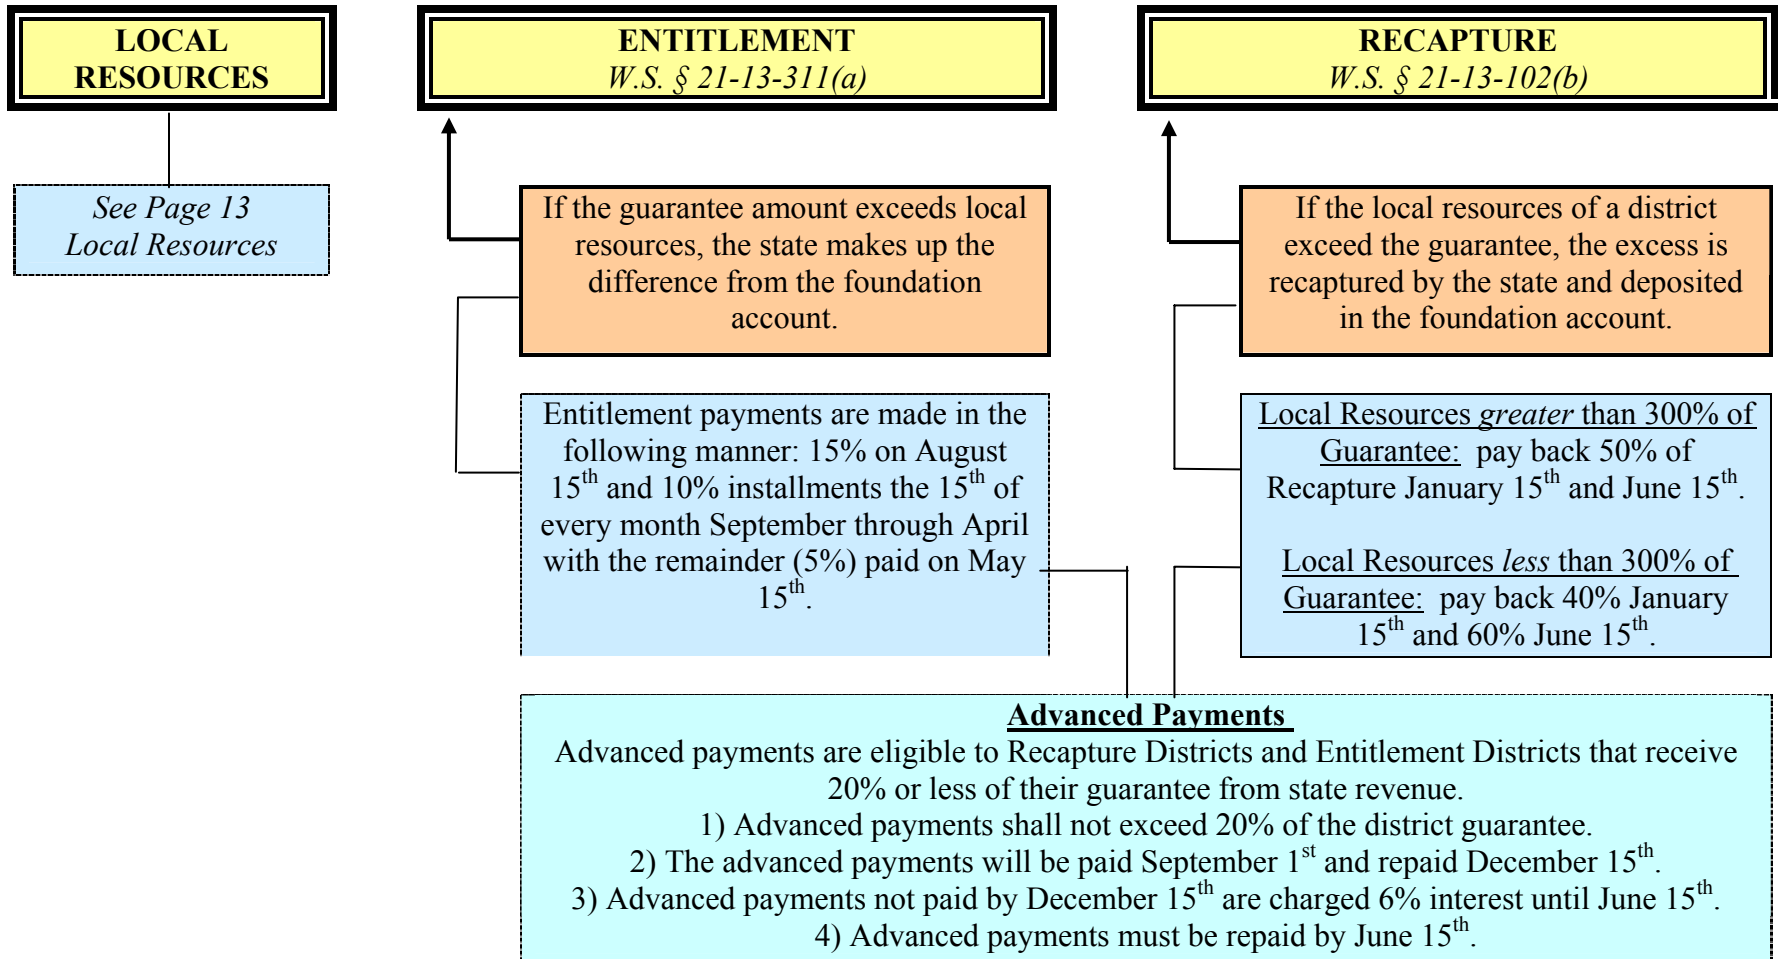 LOCAL
RESOURCES
See Page 13
Local Resources
ENTITLEMENT
W.S. § 21-13-311(a)
If the guarantee amount exceeds local
resources, the state makes up the
difference from the foundation
account.
Entitlement payments are made in the
following manner: 15% on August
15th and 10% installments the 15th of
every month September through April
with the remainder (5%) paid on May
15th.
RECAPTURE
W.S. § 21-13-102(b)
If the local resources of a district
exceed the guarantee, the excess is
recaptured by the state and deposited
in the foundation account.
Local Resources greater than 300% of
Guarantee: pay back 50% of
Recapture January 15th and June 15th.
Local Resources less than 300% of
Guarantee: pay back 40% January
15th and 60% June 15th.
Advanced Payments
Advanced payments are eligible to Recapture Districts and Entitlement Districts that receive
20% or less of their guarantee from state revenue.
1) Advanced payments shall not exceed 20% of the district guarantee.
2) The advanced payments will be paid September 1st and repaid December 15th.
3) Advanced payments not paid by December 15th are charged 6% interest until June 15th.
4) Advanced payments must be repaid by June 15th.